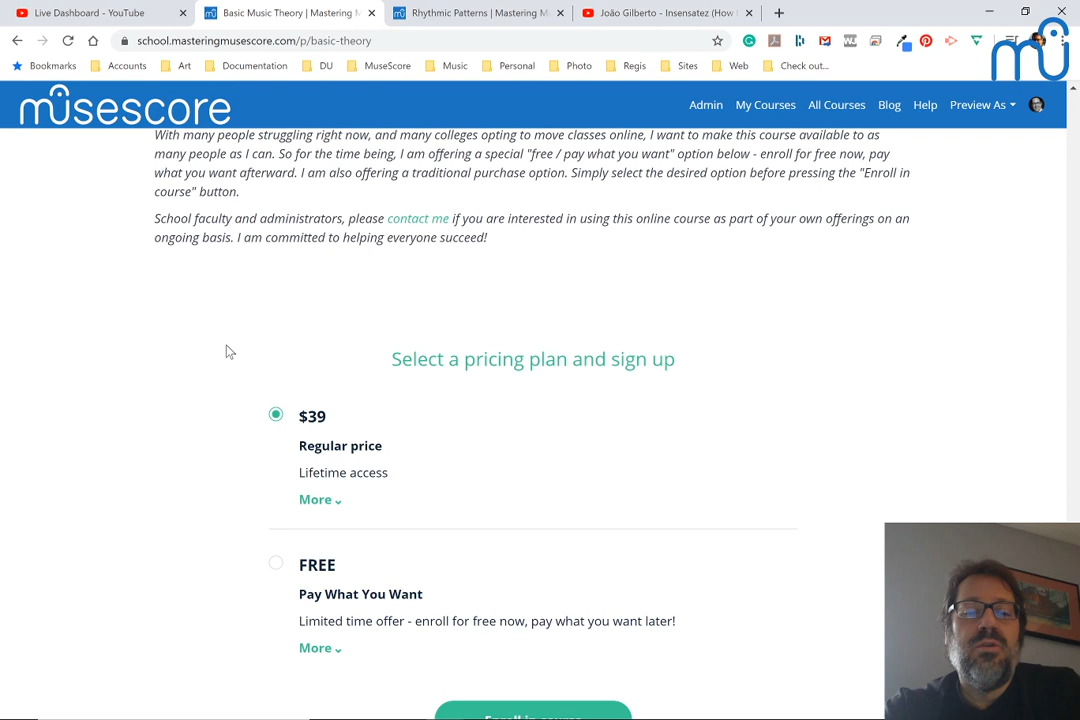 Live Dashboard - YouTube
Basic Music Theory | Mastering M
Rhythmic Patterns | Mastering M
João Gilberto - Insensatez (How
school.masteringmusescore.com/p/basic-theory
Bookmarks
Accounts
Art
Documentation
DU
MuseScore
Music
Personal
Photo
Regis
Sites
Web
Check out...
mu
musescore
Admin
My Courses
All Courses
Blog
Help
Preview As
With many people struggling right now, and many colleges opting to move classes online, I want to make this course available to as
many people as I can. So for the time being, I am offering a special "free / pay what you want" option below - enroll for free now, pay
what you want afterward. I am also offering a traditional purchase option. Simply select the desired option before pressing the "Enroll in
course" button.
School faculty and administrators, please contact me if you are interested in using this online course as part of your own offerings on an
ongoing basis. I am committed to helping everyone succeed!
Select a pricing plan and sign up
$39
Regular price
Lifetime access
More
FREE
Pay What You Want
Limited time offer - enroll for free now, pay what you want later!
More
Enroll in course